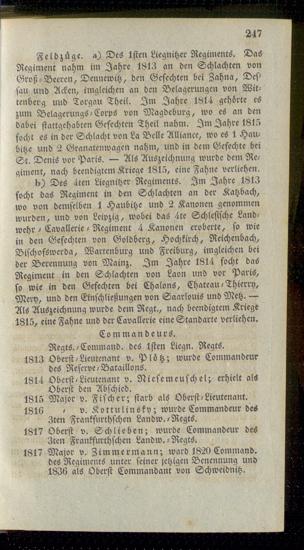 247
Feldzüge. a) Des 1sten Liegnitzer Regiments. Das
Regiment nahm im Jahre 1813 an den Schlachten von
Groß-Beeren, Dennewitz, den Gefechten bei Zahna, Des-
sau und Acken, imgleichen an den Belagerungen von Wit-
tenberg und Torgau Theil. Im Jahre 1814 gehörte es
zum Belagerungs-Corps von Magdeburg, wo es an den
dabei stattgehabten Gefechten Theil nahm. Im Jahre 1815
focht es in der Schlacht von La Belle Alliance, wo es 1 Hau-
bitze und 2 Granatenwagen nahm, und in dem Gefechte bei
St. Denis vor Paris. — Als Auszeichnung wurde dem Re-
giment, nach beendigtem Kriege 1815, eine Fahne verliehen.
b) Des 4ten Liegnitzer Regiments. Im Jahre 1813
focht das Regiment in den Schlachten an der Katzbach,
wo von demselben 1 Haubitze und 2 Kanonen genommen
wurden, und von Leipzig, wobei das 4te Schlesische Land-
wehr-Cavallerie-Regiment 4 Kanonen eroberte, so wie
in den Gefechten von Goldberg, Hochkirch, Reichenbach,
Bischofswerda, Wartenburg und Freiburg, imgleichen bei
der Berennung von Mainz. Im Jahre 1814 focht das
Regiment in den Schlachten von Laon und vor Paris,
so wie in den Gefechten bei Chalons, Chateau-Thierry,
Mery, und den Einschließungen von Saarlouis und Metz. —
Als Auszeichnung wurde dem Regt., nach beendigtem Kriege
1815, eine Fahne und der Cavallerie eine Standarte verliehen.
Commandeurs.
Regts.-Command. des 1sten Liegn. Regts.
1813 Oberst-Lieutenant v. Plötz; wurde Commandeur
des Reserve-Bataillons.
1814 Oberst-Lieutenant v. Niesemeuschel; erhielt als
Oberst den Abschied.
1815 Major v. Fischer; starb als Oberst-Lieutenant.
1816 " v. Kottulinsky; wurde Commandeur des
3ten Frankfurthschen Landw.-Regts.
1817 Oberst v. Schlieben; wurde Commandeur des
3ten Frankfurthschen Landw.-Regts.
1817 Major v. Zimmermann; ward 1820 Command.
des Regiments unter seiner jetzigen Benennung und
1836 als Oberst Commandant von Schweidnitz.